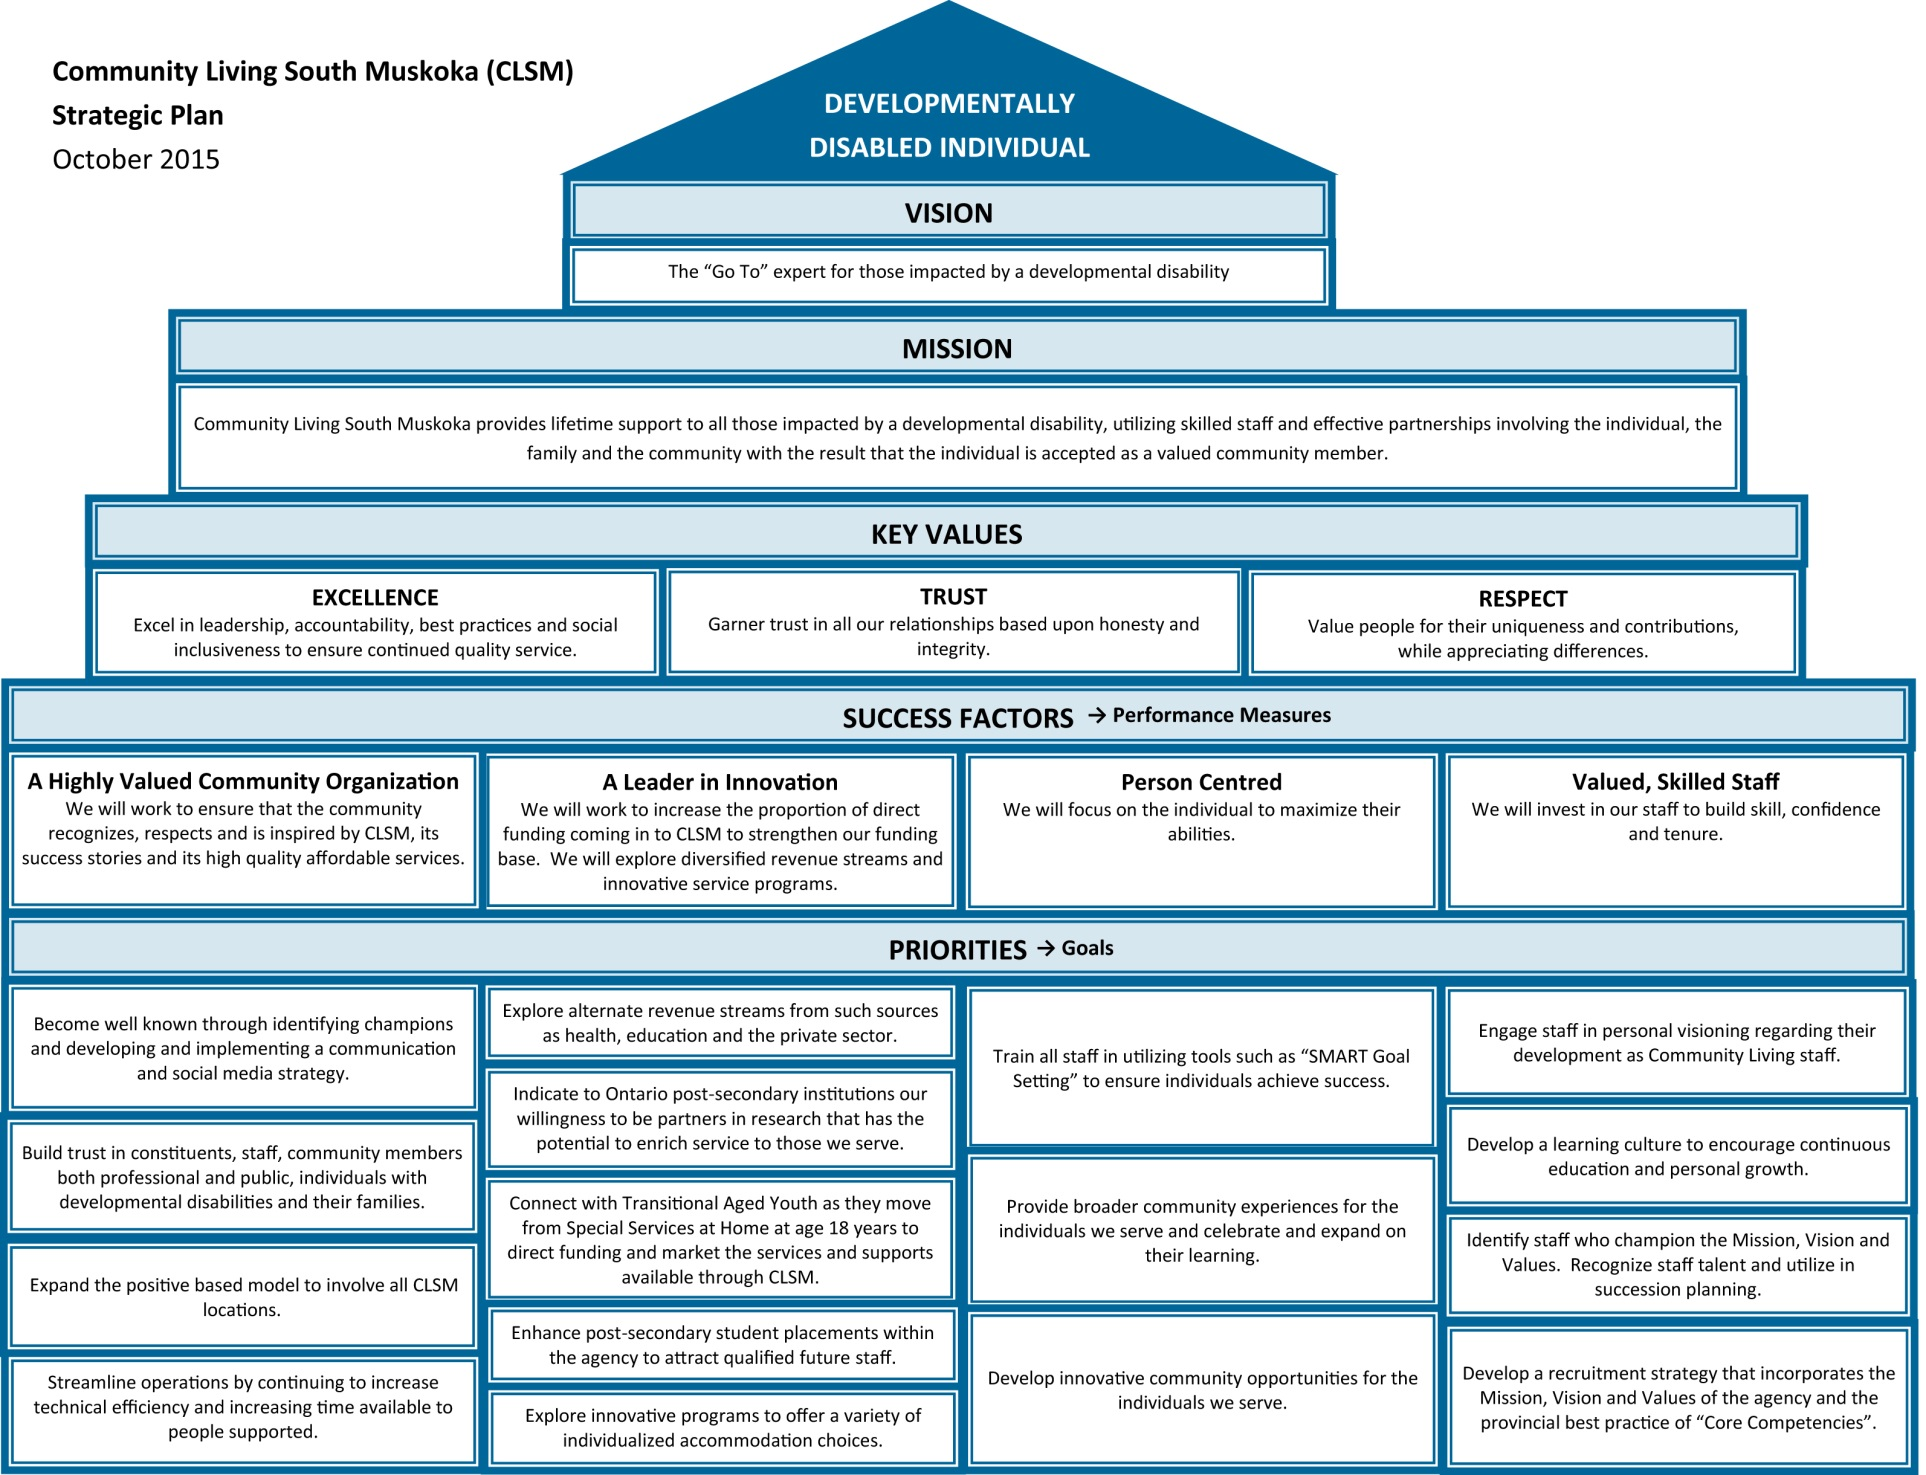 Community Living South Muskoka (CLSM)
Strategic Plan
October 2015
DEVELOPMENTALLY
DISABLED INDIVIDUAL
VISION
The “Go To” expert for those impacted by a developmental disability
MISSION
Community Living South Muskoka provides lifetime support to all those impacted by a developmental disability, utilizing skilled staff and effective partnerships involving the individual, the
family and the community with the result that the individual is accepted as a valued community member.
KEY VALUES
EXCELLENCE
Excel in leadership, accountability, best practices and social
inclusiveness to ensure continued quality service.
TRUST
Garner trust in all our relationships based upon honesty and
integrity.
RESPECT
Value people for their uniqueness and contributions,
while appreciating differences.
SUCCESS FACTORS → Performance Measures
A Highly Valued Community Organization
We will work to ensure that the community
recognizes, respects and is inspired by CLSM, its
success stories and its high quality affordable services.
A Leader in Innovation
We will work to increase the proportion of direct
funding coming in to CLSM to strengthen our funding
base.  We will explore diversified revenue streams and
innovative service programs.
Person Centred
We will focus on the individual to maximize their
abilities.
Valued, Skilled Staff
We will invest in our staff to build skill, confidence
and tenure.
PRIORITIES → Goals
Become well known through identifying champions
and developing and implementing a communication
and social media strategy.
Build trust in constituents, staff, community members
both professional and public, individuals with
developmental disabilities and their families.
Expand the positive based model to involve all CLSM
locations.
Streamline operations by continuing to increase
technical efficiency and increasing time available to
people supported.
Explore alternate revenue streams from such sources
as health, education and the private sector.
Indicate to Ontario post-secondary institutions our
willingness to be partners in research that has the
potential to enrich service to those we serve.
Connect with Transitional Aged Youth as they move
from Special Services at Home at age 18 years to
direct funding and market the services and supports
available through CLSM.
Enhance post-secondary student placements within
the agency to attract qualified future staff.
Explore innovative programs to offer a variety of
individualized accommodation choices.
Train all staff in utilizing tools such as “SMART Goal
Setting” to ensure individuals achieve success.
Provide broader community experiences for the
individuals we serve and celebrate and expand on
their learning.
Develop innovative community opportunities for the
individuals we serve.
Engage staff in personal visioning regarding their
development as Community Living staff.
Develop a learning culture to encourage continuous
education and personal growth.
Identify staff who champion the Mission, Vision and
Values.  Recognize staff talent and utilize in
succession planning.
Develop a recruitment strategy that incorporates the
Mission, Vision and Values of the agency and the
provincial best practice of “Core Competencies”.